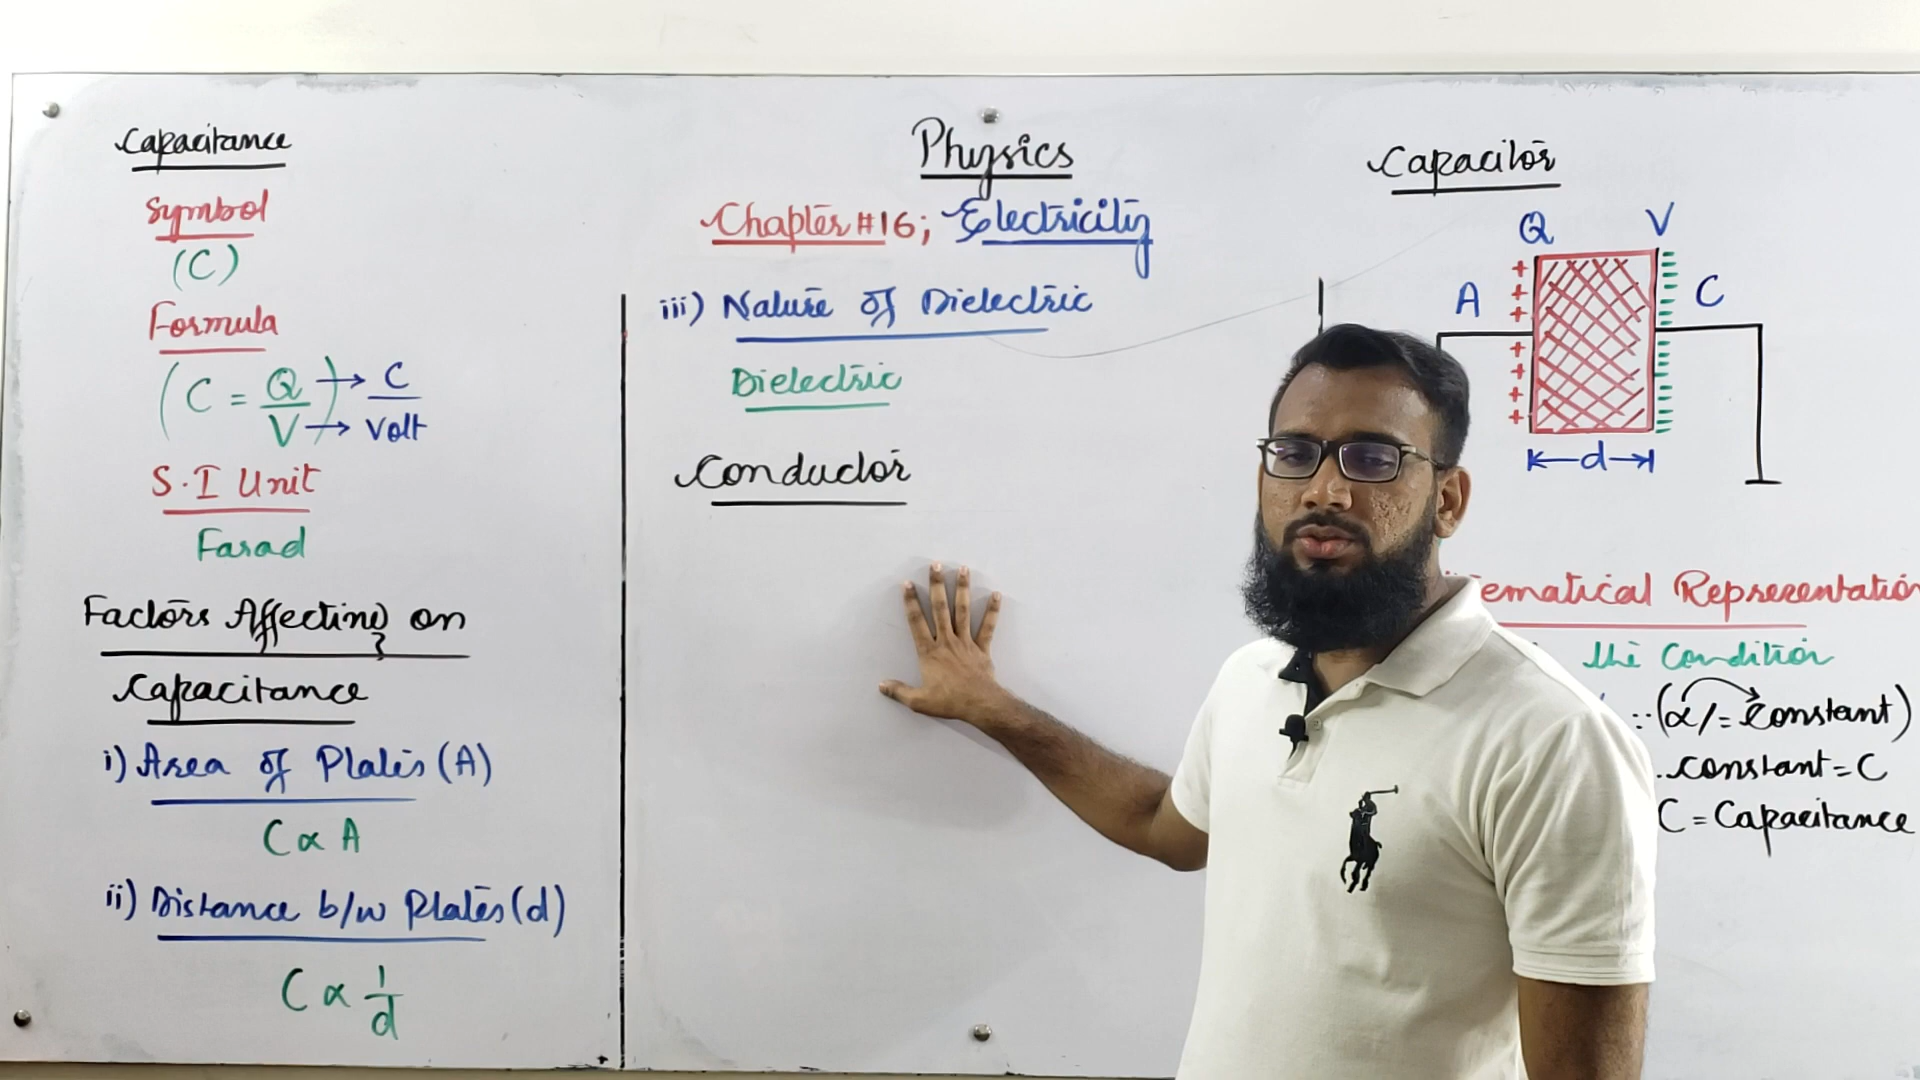 Capacitance
Symbol
(C)
Formula
(C = Q/V) → C
→ Volt
S.I Unit
Farad
Factors Affecting on
Capacitance
i) Area of Plates (A)
C ∝ A
ii) Distance b/w Plates (d)
C ∝ 1/d
Physics
Chapter #16; Electricity
iii) Nature of Dielectric
Dielectric
Conductor
Capacitor
Q V
A C
+
+
+
+
+
+
+
d
ematical Representation
the Condition
∵ (α/= Constant)
constant = C
C = Capacitance